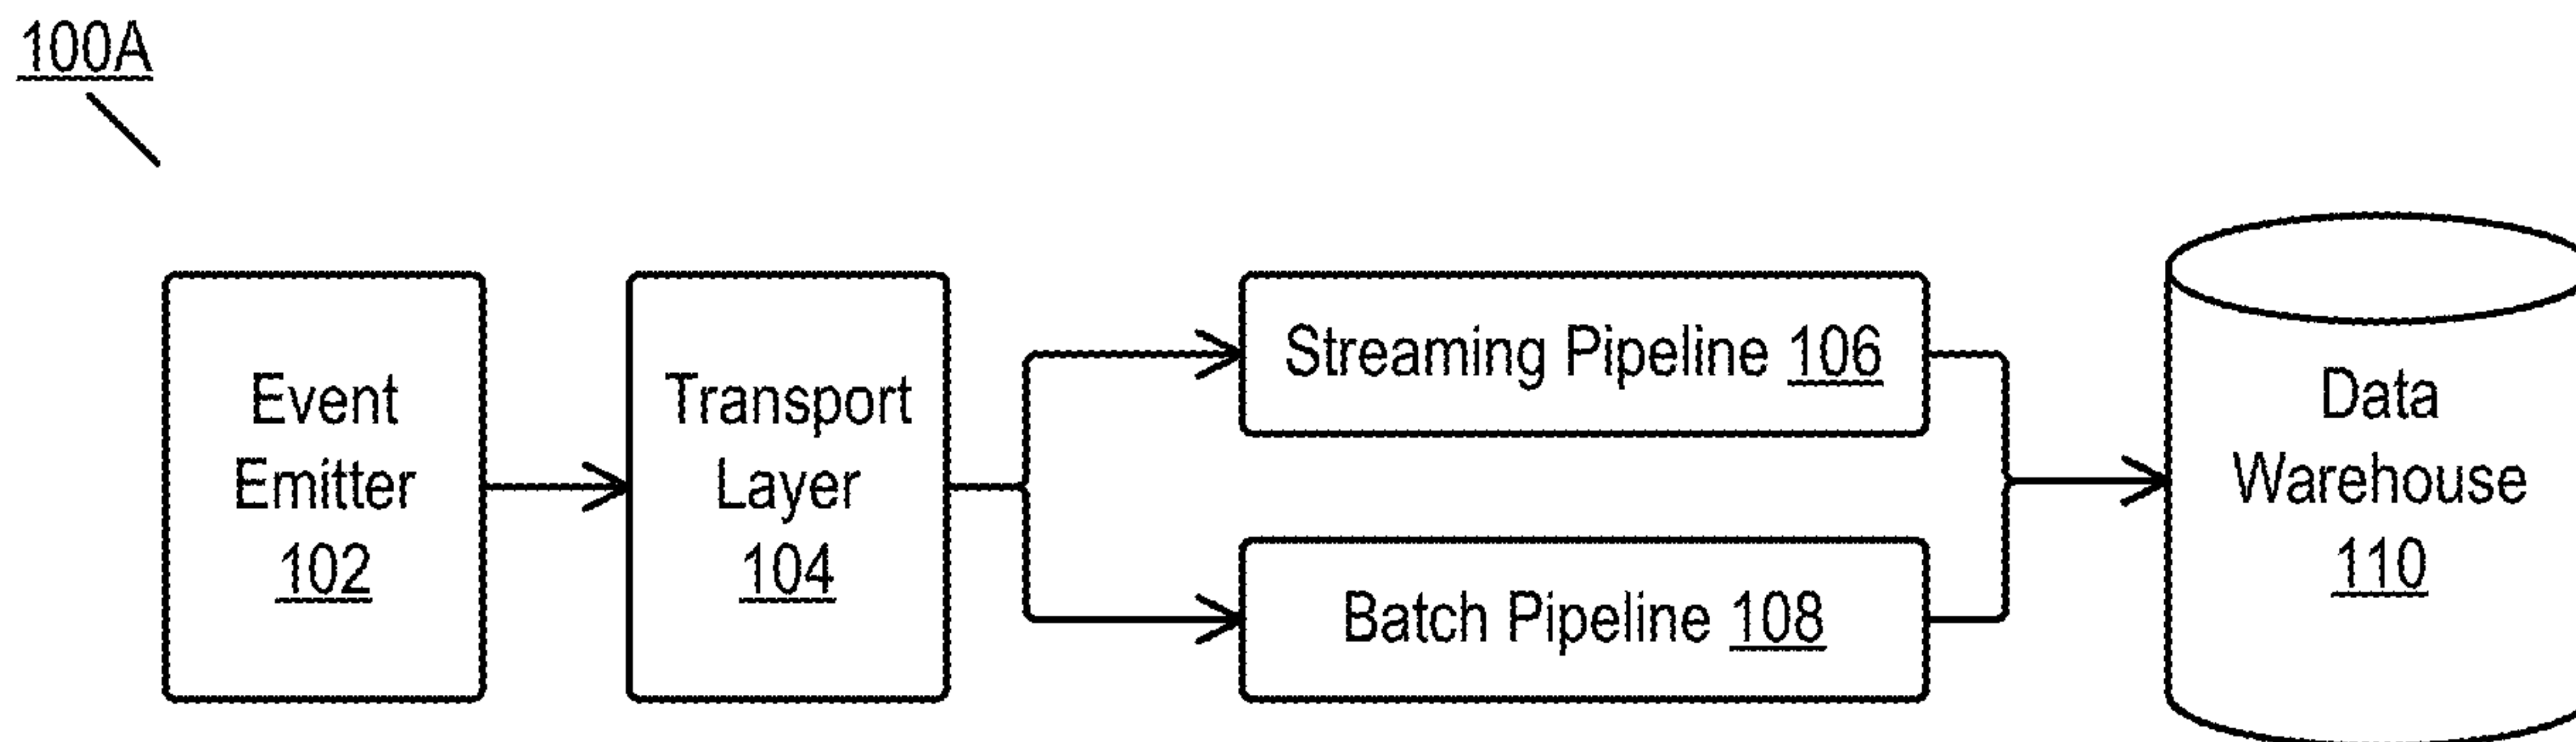 100A
Event
Emitter
102
Transport
Layer
104
Streaming Pipeline 106
Batch Pipeline 108
Data
Warehouse
110